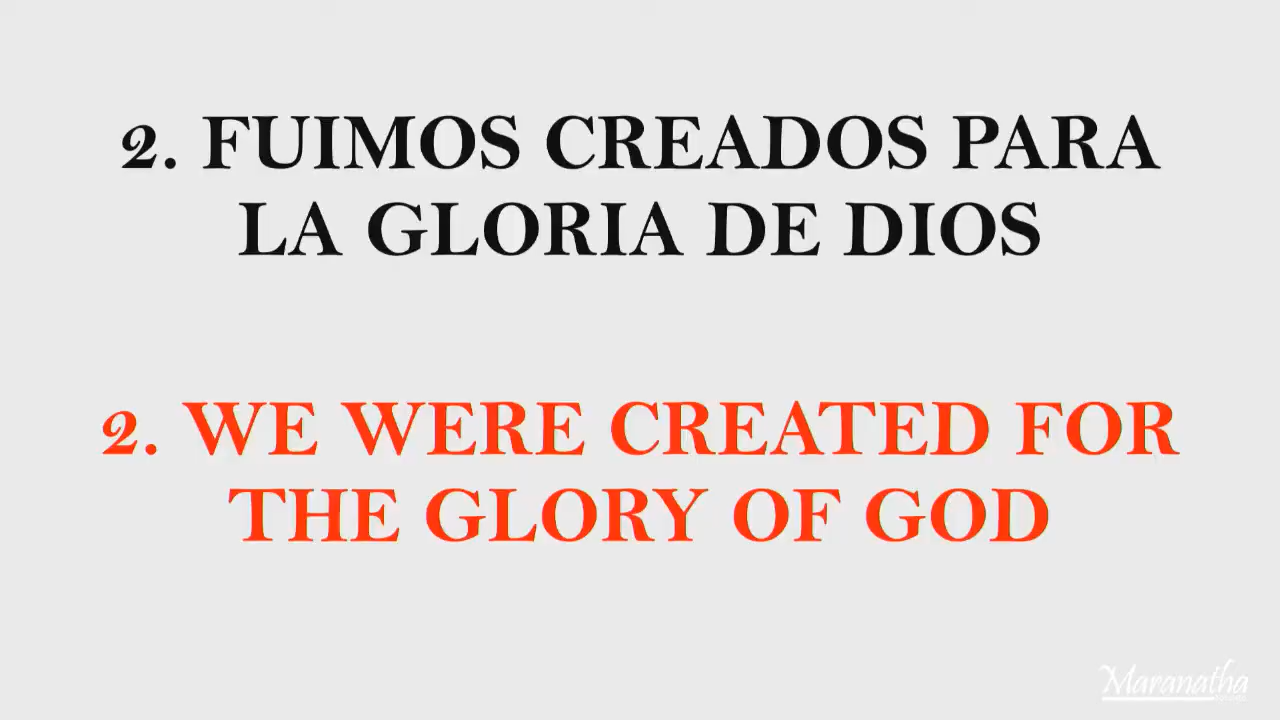 2. FUIMOS CREADOS PARA
LA GLORIA DE DIOS
2. WE WERE CREATED FOR
THE GLORY OF GOD
Maranatha